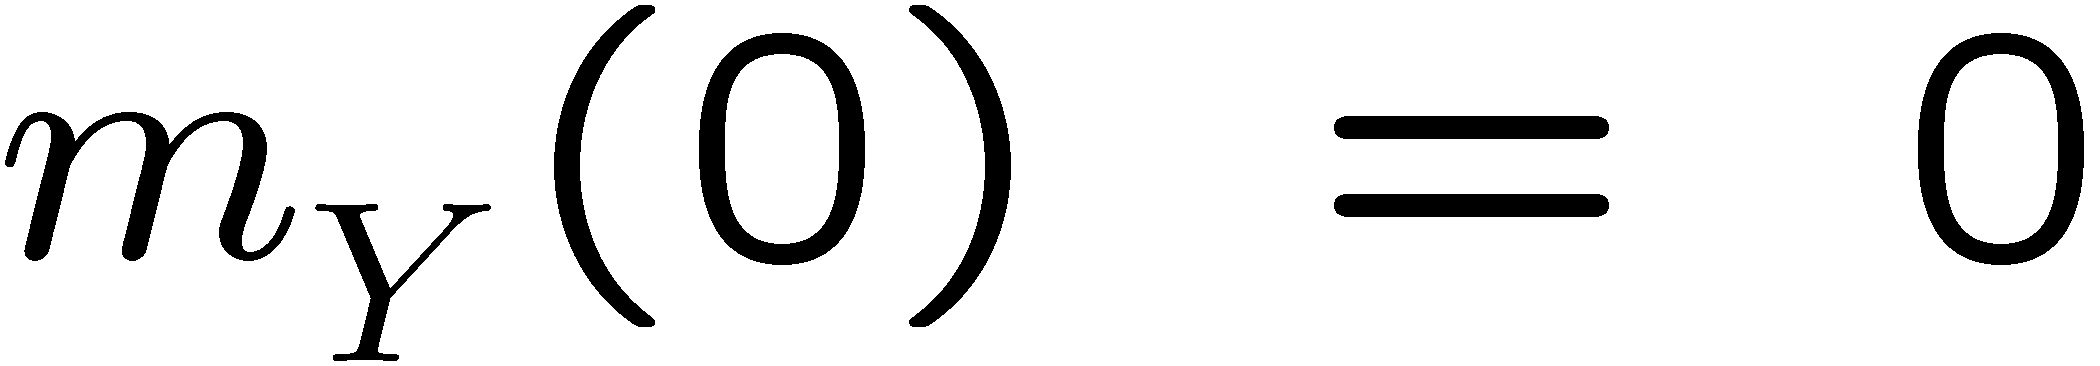 m_Y(0) = 0